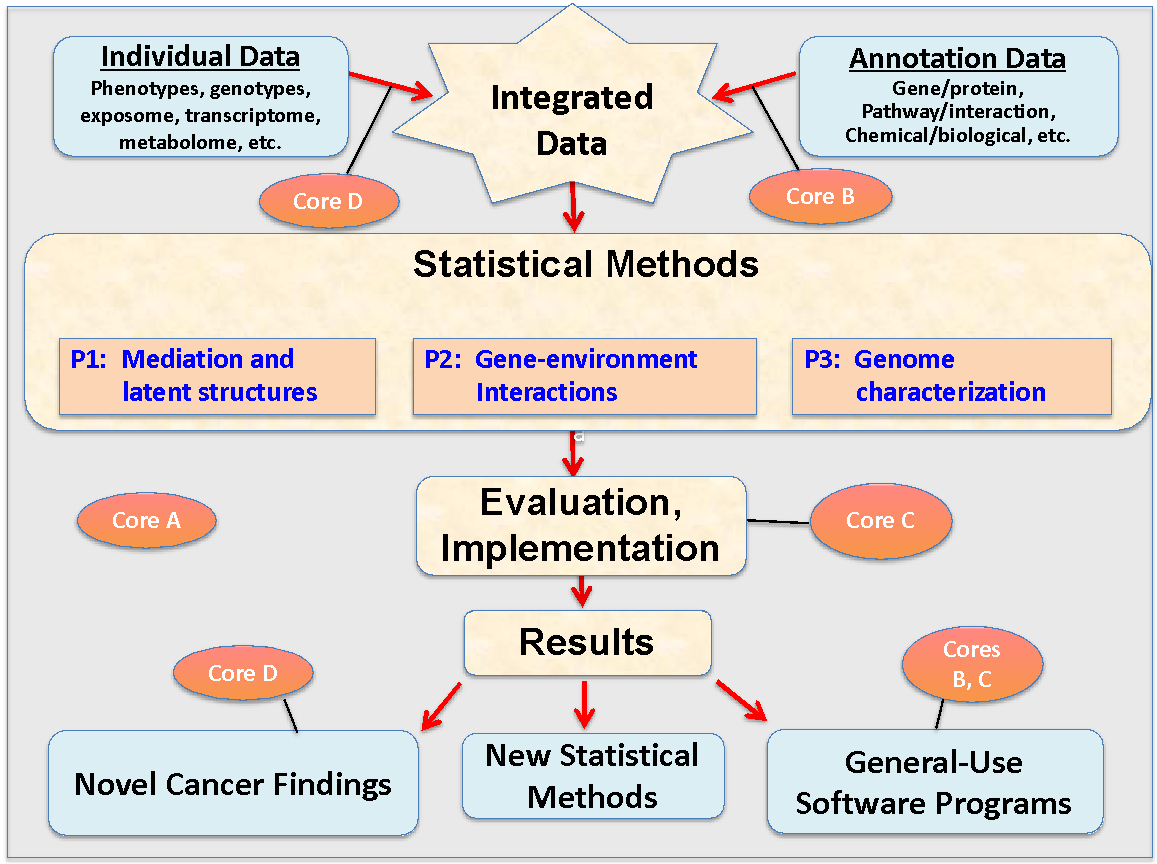 Individual Data
Phenotypes, genotypes,
exposome, transcriptome,
metabolome, etc.
Integrated
Data
Annotation Data
Gene/protein,
Pathway/interaction,
Chemical/biological, etc.
Core D
Core B
Statistical Methods
P1: Mediation and
latent structures
P2: Gene-environment
Interactions
P3: Genome
characterization
a
Evaluation,
Implementation
Core A
Core C
Results
Core D
Cores
B, C
Novel Cancer Findings
New Statistical
Methods
General-Use
Software Programs